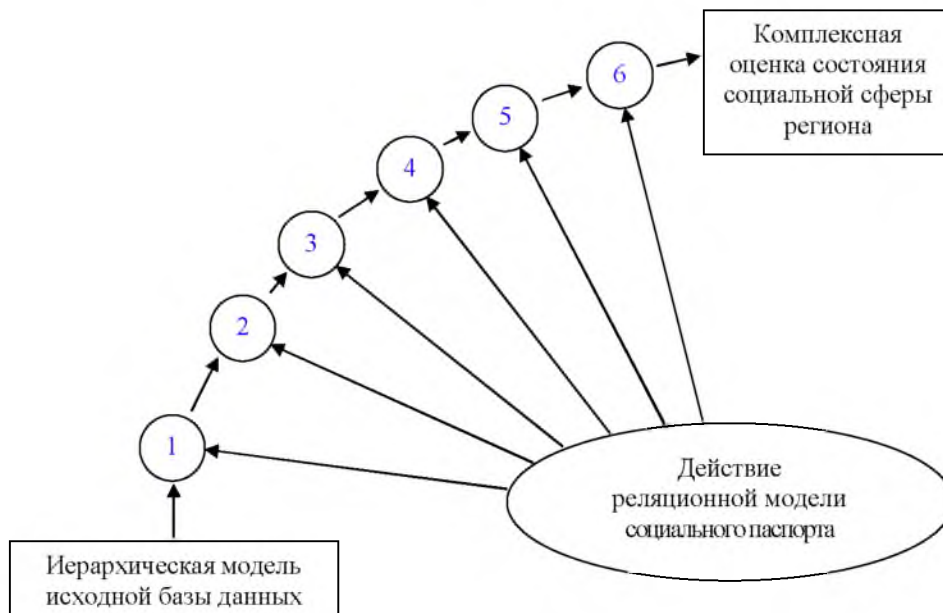 Комплексная
оценка состояния
социальной сферы
региона
6
5
4
3
2
1
Действие
реляционной модели
социального паспорта
Иерархическая модель
исходной базы данных